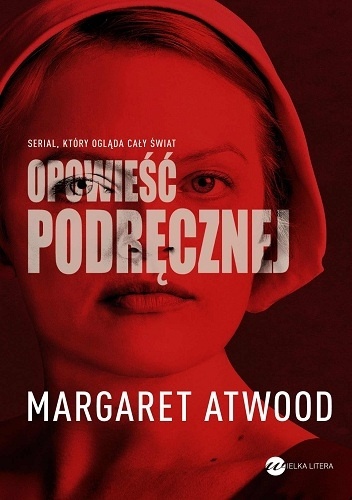 SERIAL, KTÓRY OGLĄDA CAŁY ŚWIAT
OPOWIEŚĆ
PODRĘCZNEJ
MARGARET ATWOOD
WIELKA LITERA